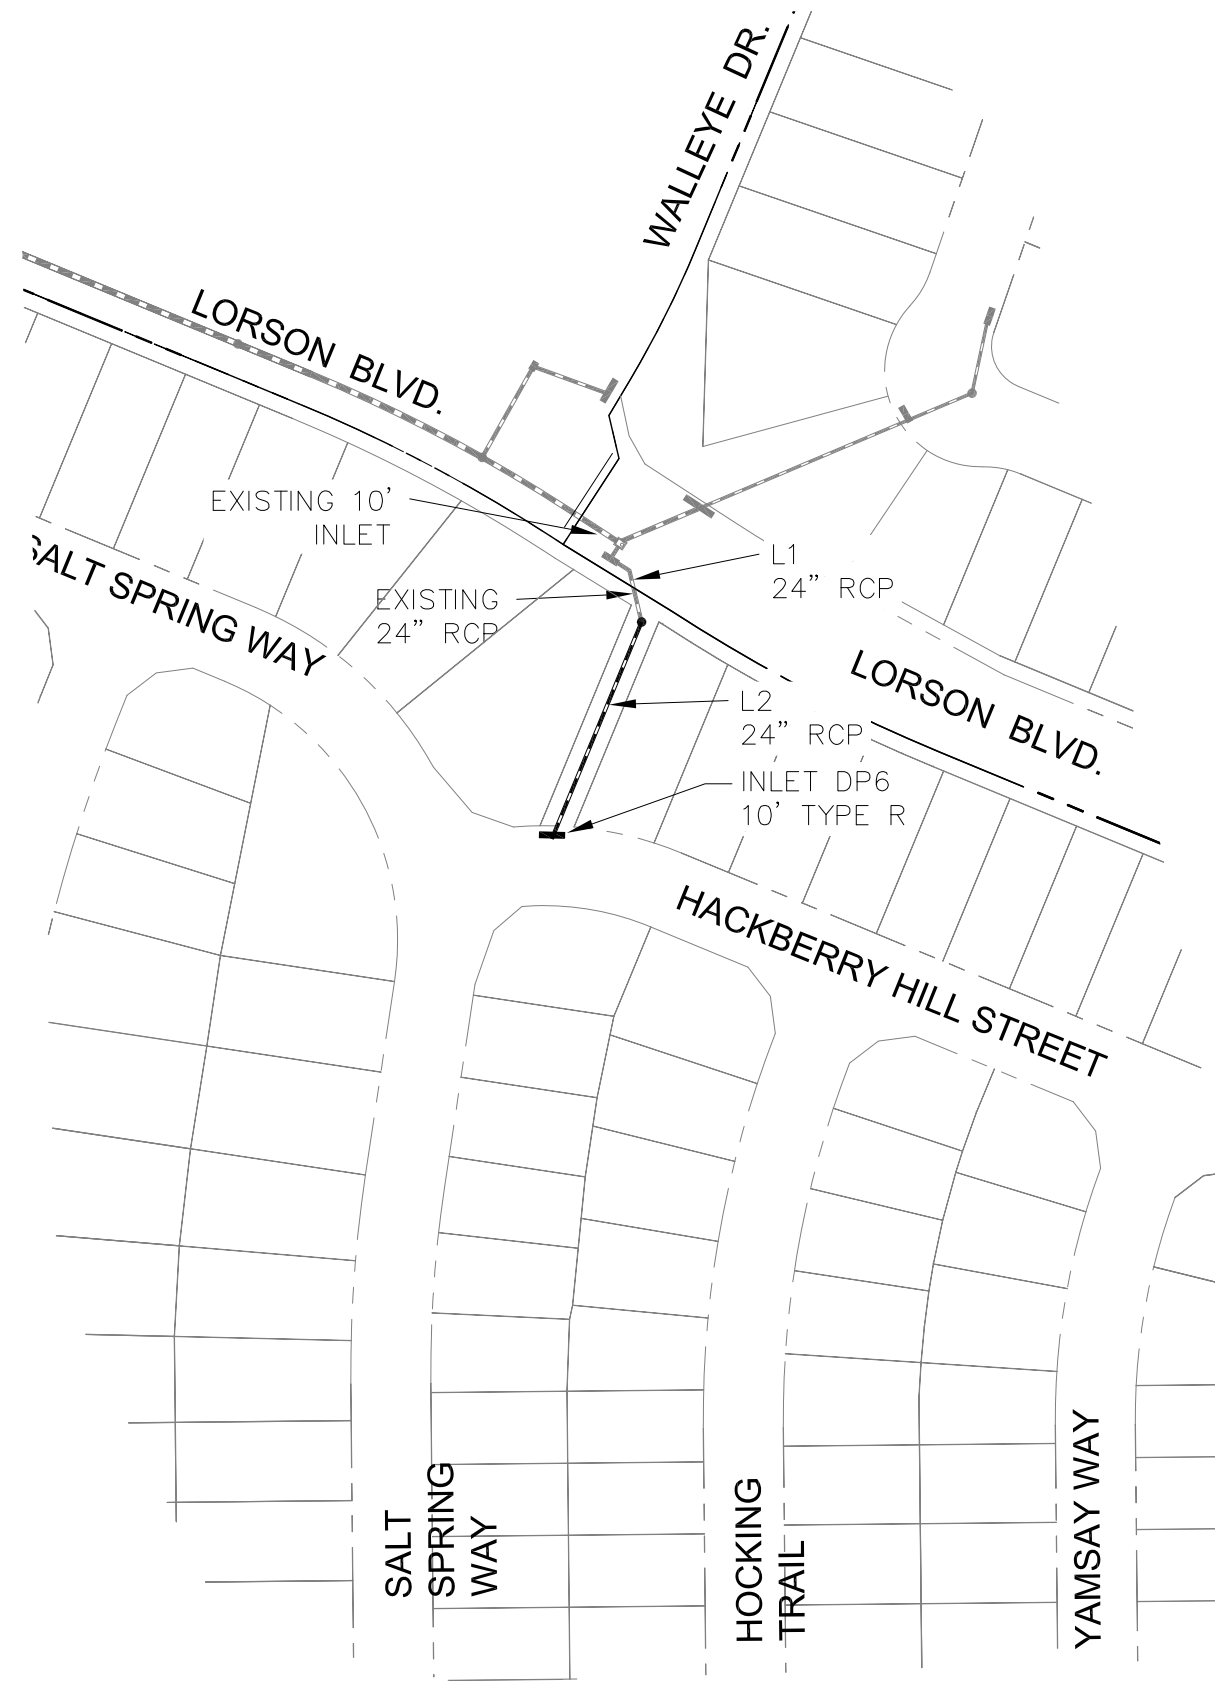 WALLEYE DR.
LORSON BLVD.
EXISTING 10'
INLET
L1
24" RCP
EXISTING
24" RCP
SALT SPRING WAY
LORSON BLVD.
L2
24" RCP
INLET DP6
10' TYPE R
HACKBERRY HILL STREET
SALT
SPRING
WAY
HOCKING
TRAIL
YAMSAY WAY